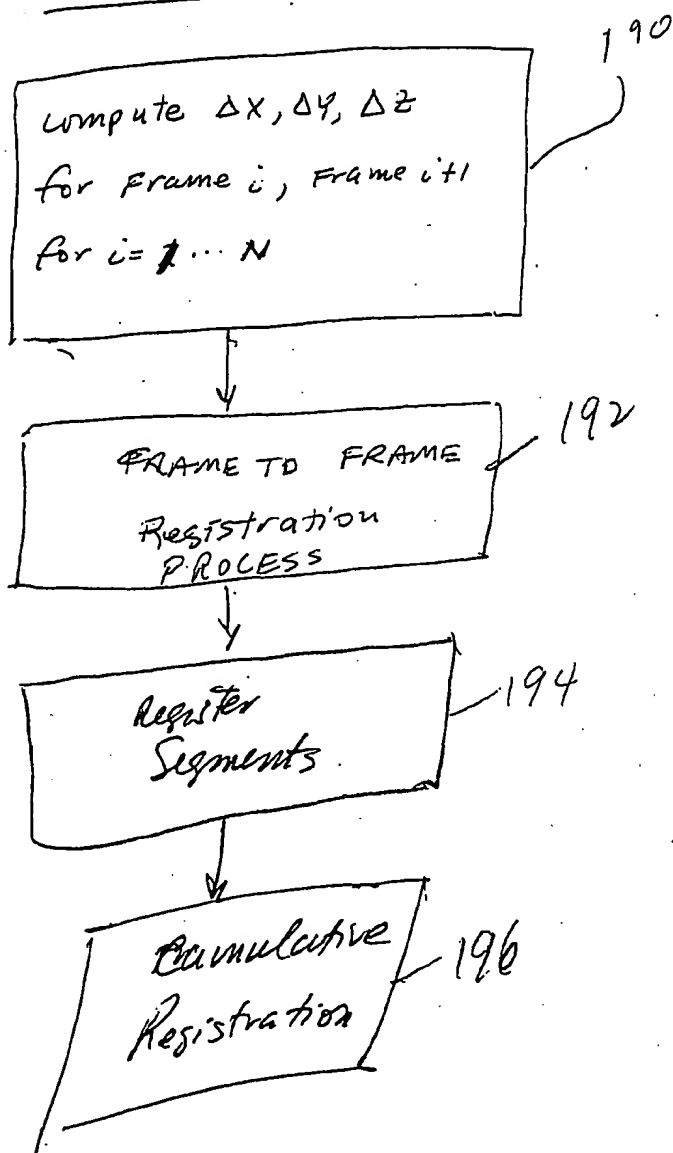 190
compute ΔX, ΔY, ΔZ
for Frame i, Frame i+1
for i= 1 ... N
192
FRAME TO FRAME
Registration
PROCESS
194
Register
Segments
196
Cumulative
Registration